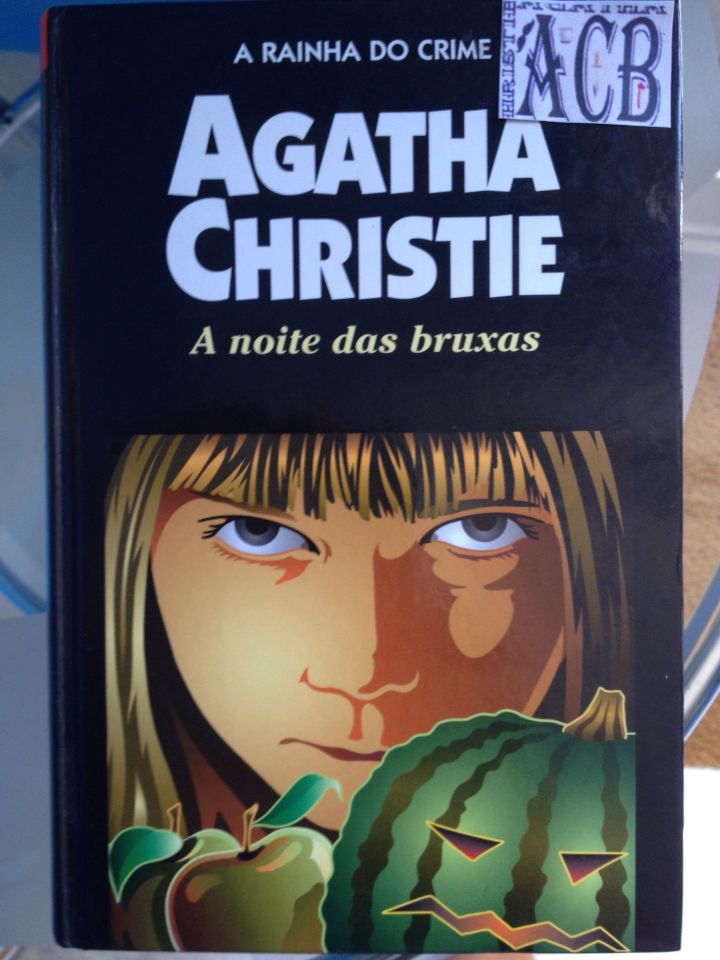 A RAINHA DO CRIME
ACB
AGATHA
CHRISTIE
A noite das bruxas